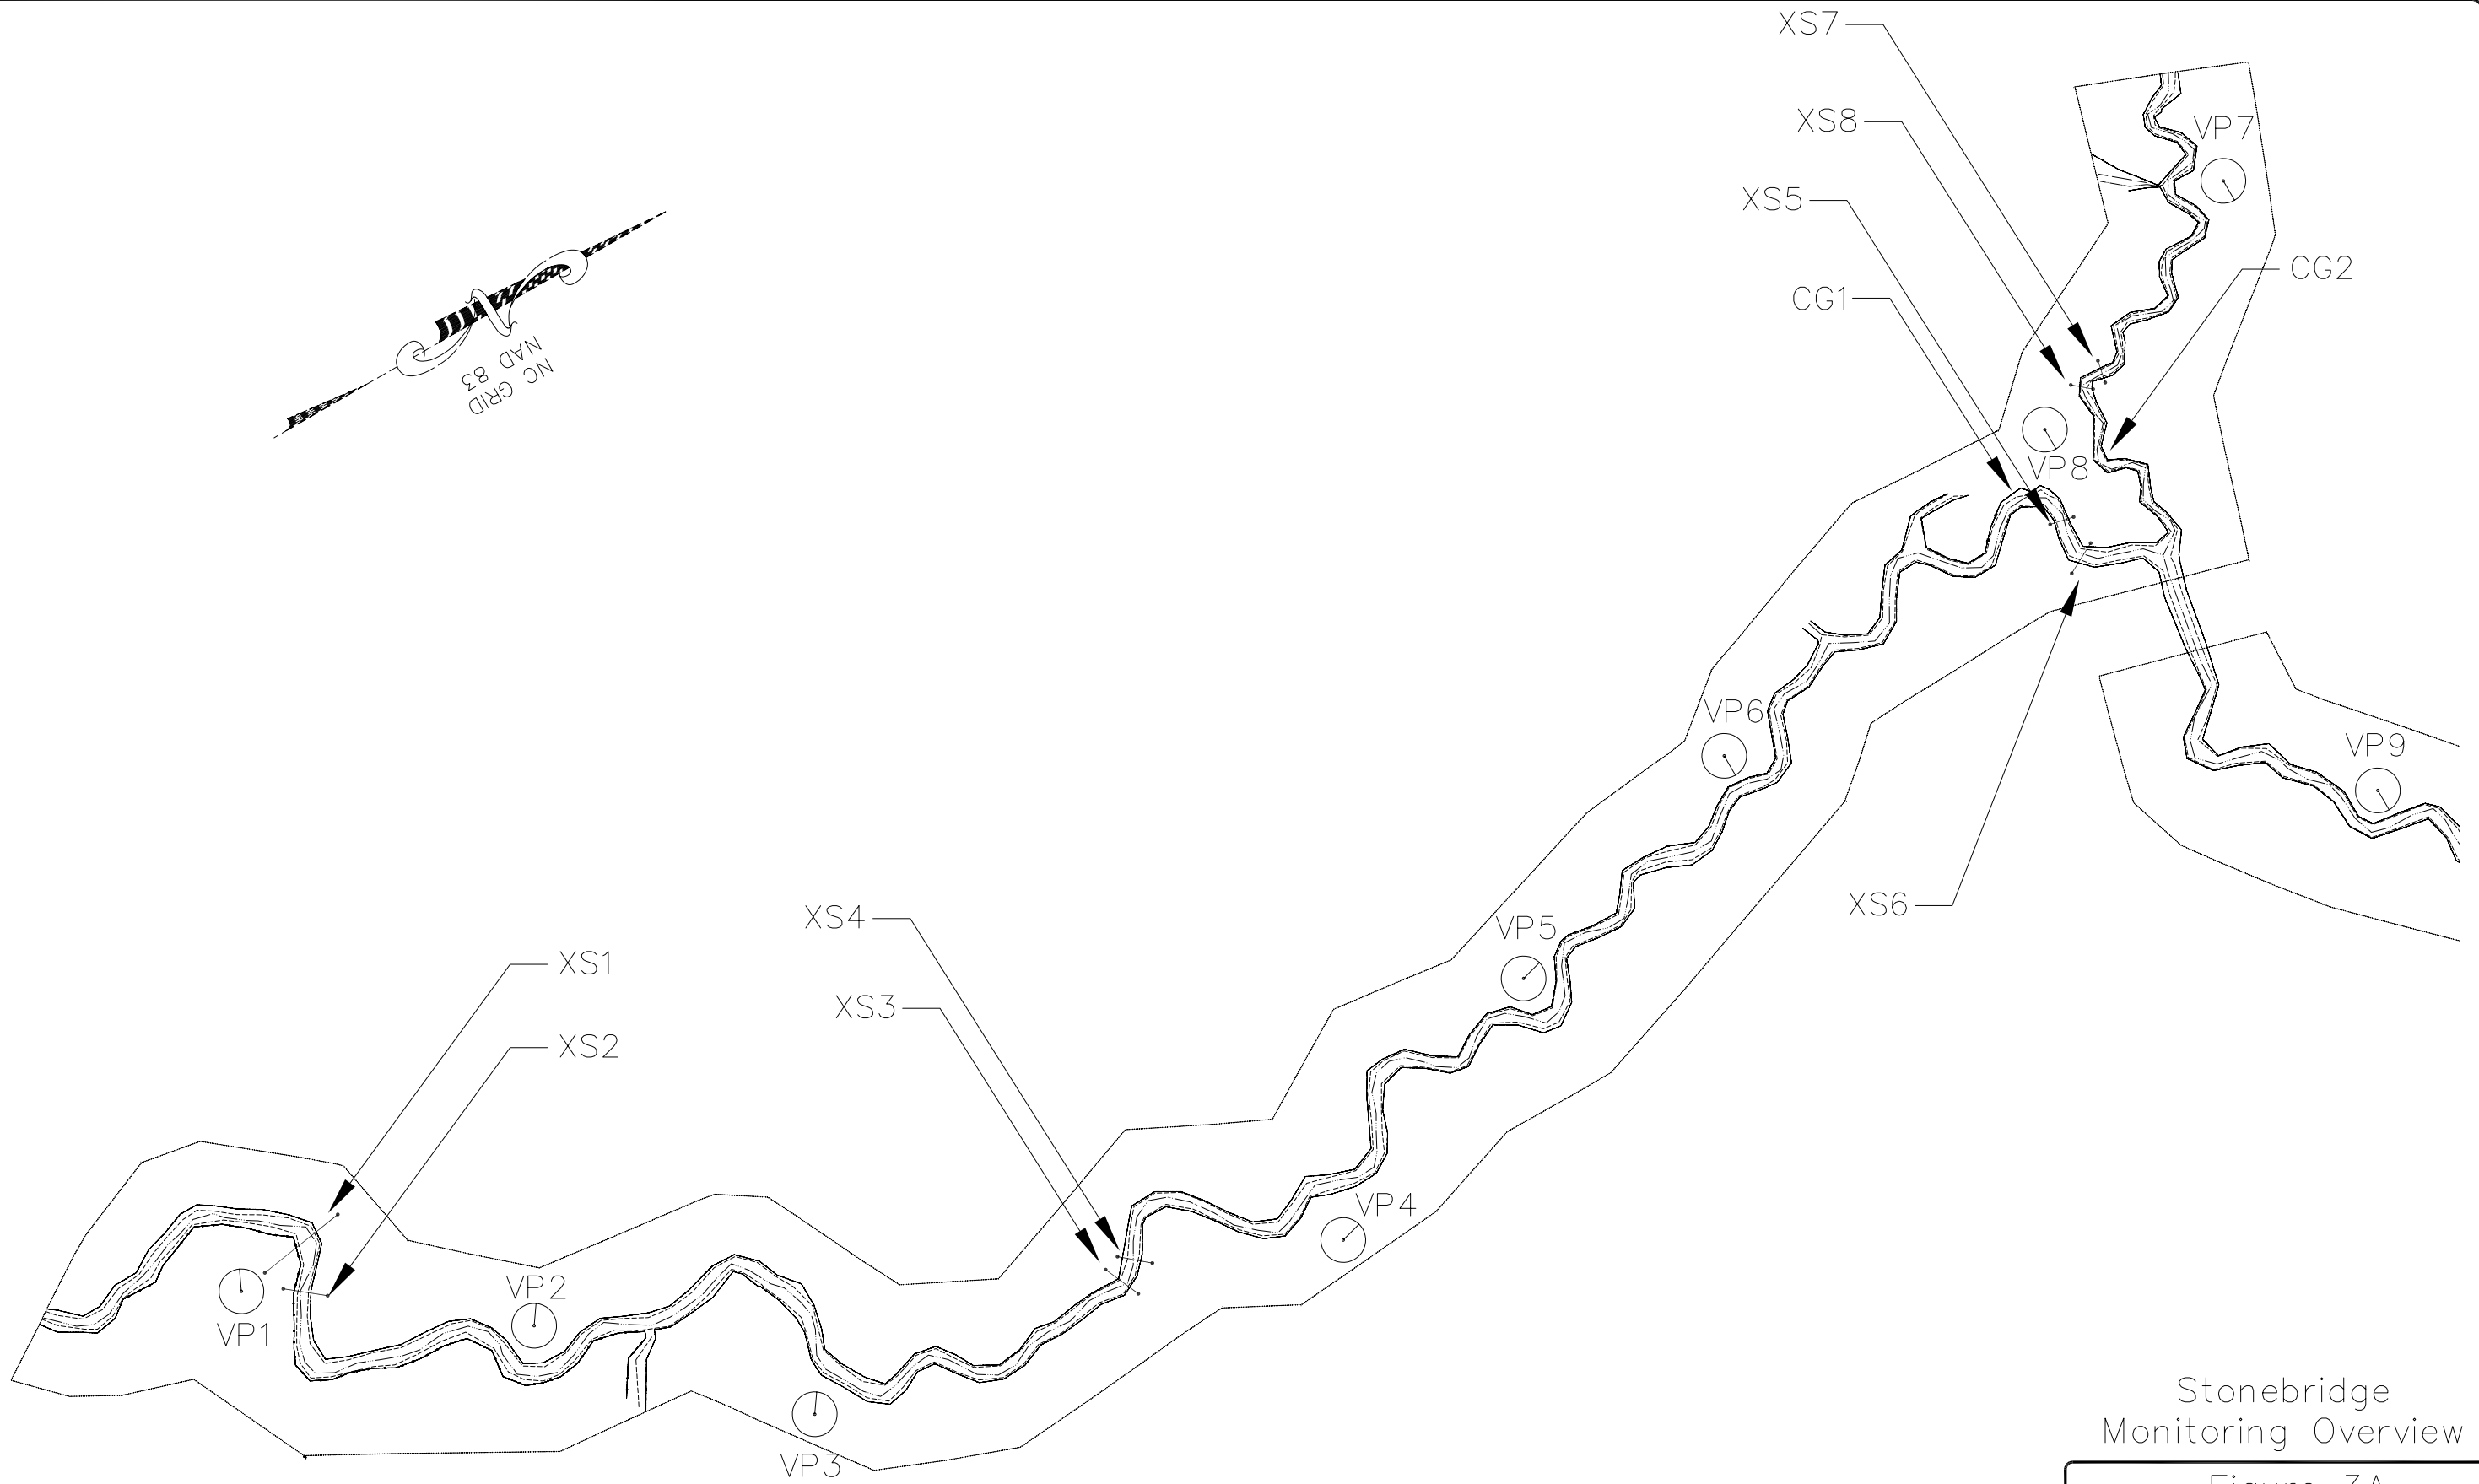 XS7
VP7
XS8
XS5
CG2
CG1
NC GRID
NAD 83
VP8
VP6
VP9
XS6
XS4
VP5
XS1
XS3
XS2
VP4
VP2
VP1
VP3
Stonebridge
Monitoring Overview